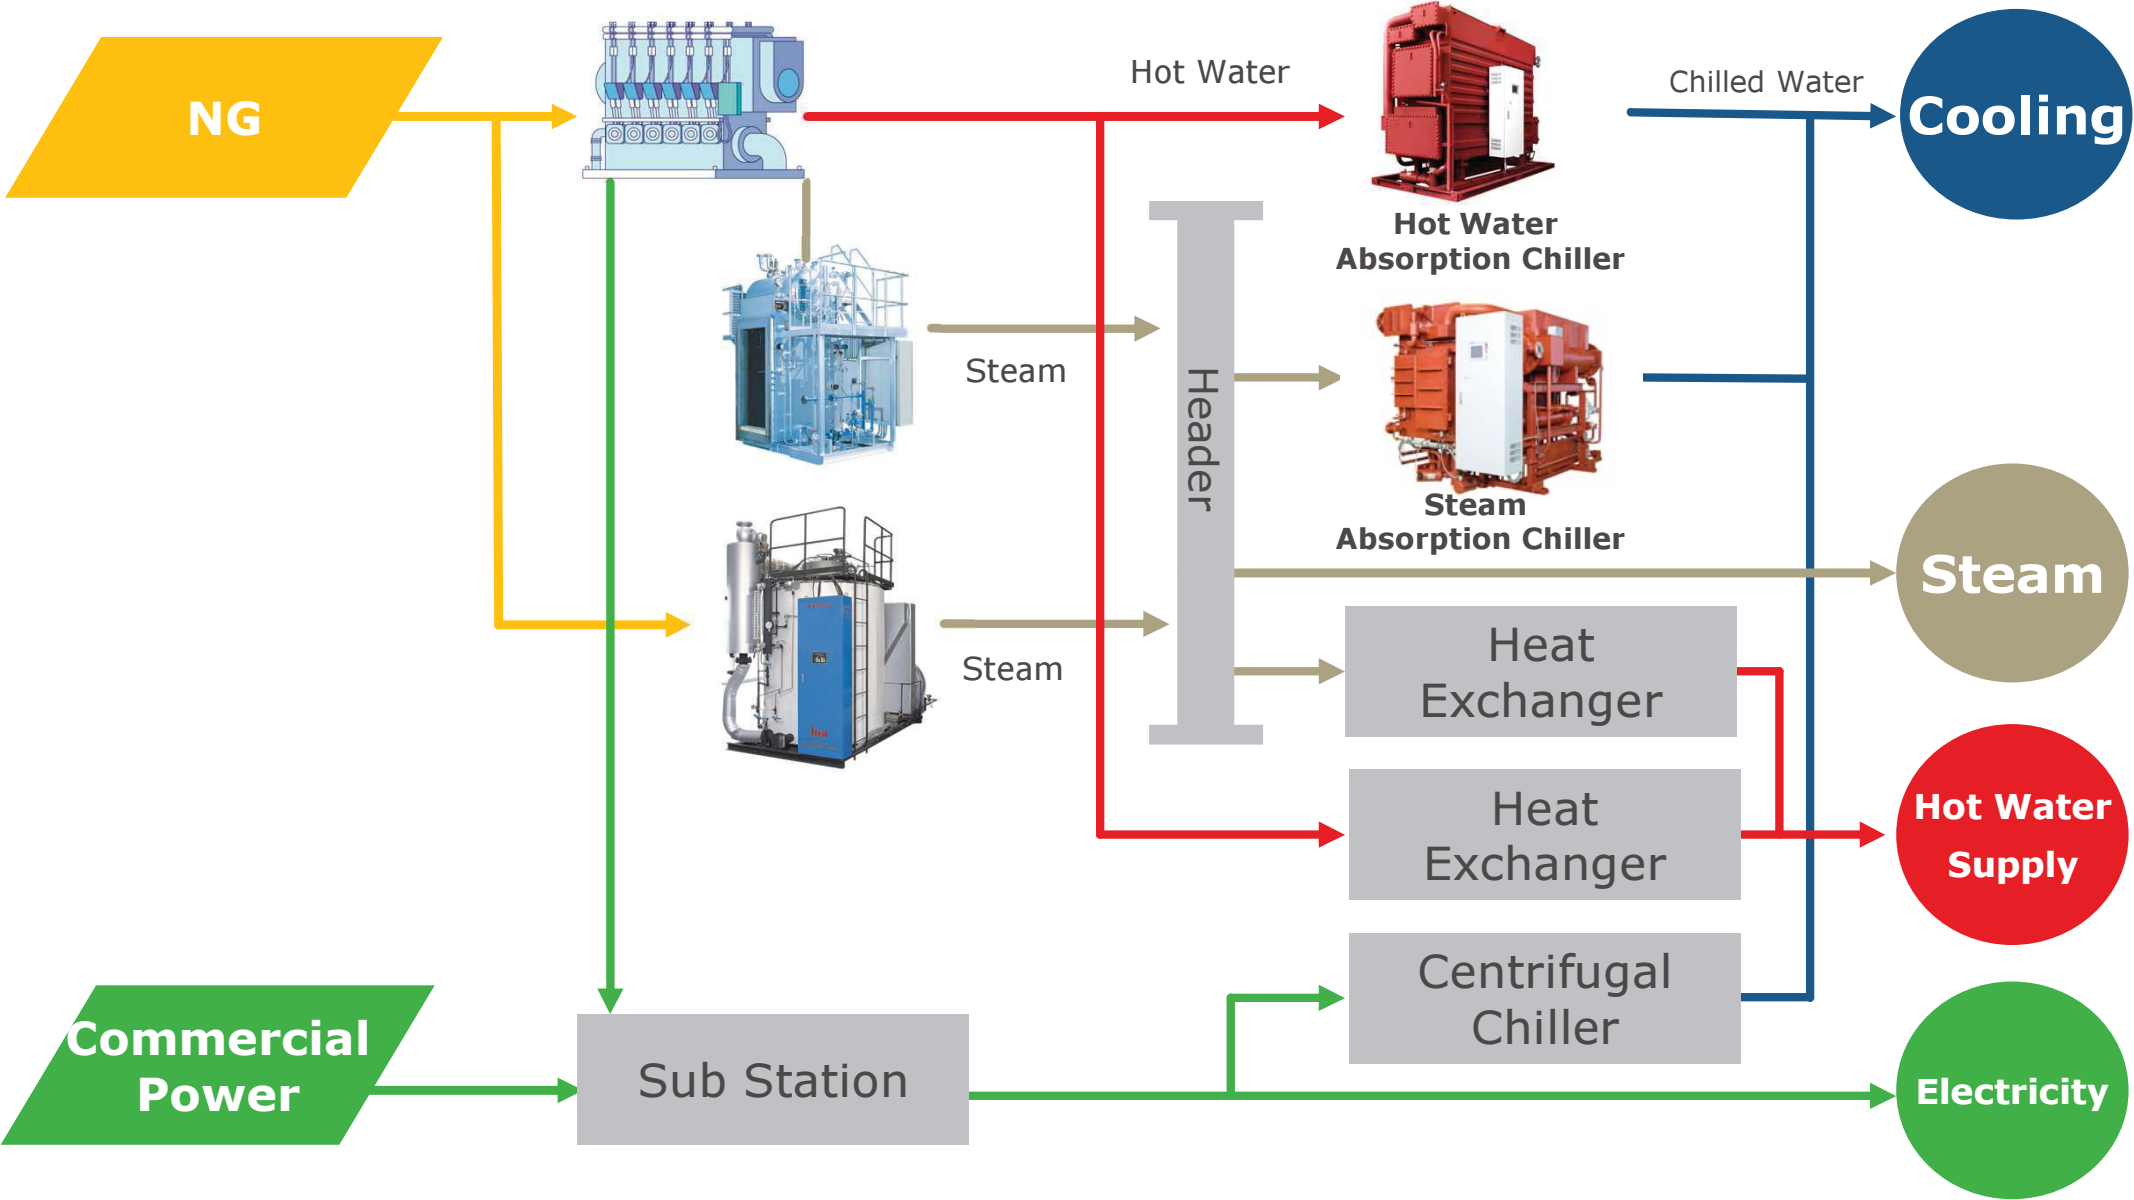 NG
Hot Water
Chilled Water
Cooling
Hot Water
Absorption Chiller
Steam
Header
Steam
Absorption Chiller
Steam
Steam
Heat
Exchanger
Heat
Exchanger
Hot Water
Supply
Centrifugal
Chiller
Commercial
Power
Sub Station
Electricity